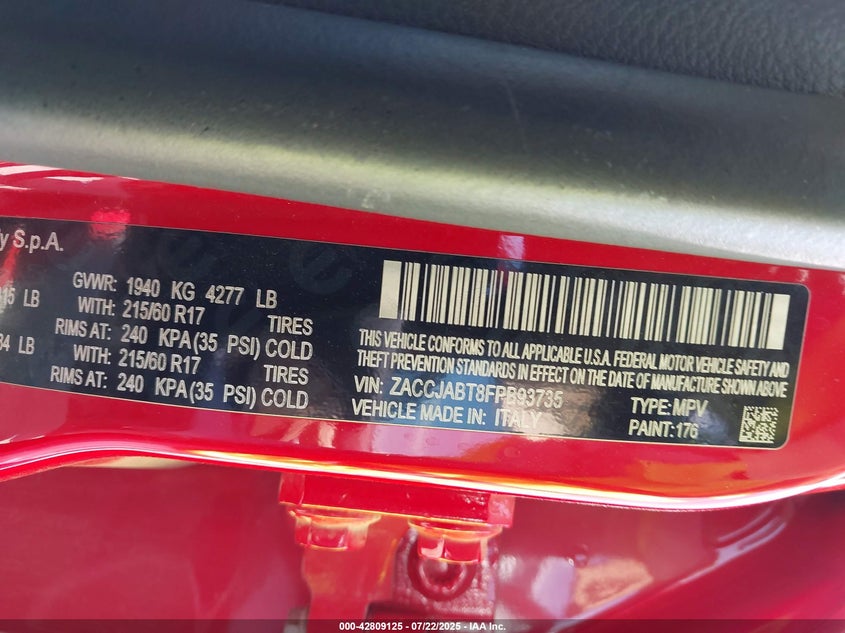 y S.p.A.
GVWR: 1940 KG 4277 LB
15 LB WITH: 215/60 R17 TIRES
RIMS AT: 240 KPA (35 PSI) COLD
34 LB WITH: 215/60 R17 TIRES
RIMS AT: 240 KPA (35 PSI) COLD
THIS VEHICLE CONFORMS TO ALL APPLICABLE U.S.A. FEDERAL MOTOR VEHICLE SAFETY AND
THEFT PREVENTION STANDARDS IN EFFECT ON THE DATE OF MANUFACTURE SHOWN ABOVE
VIN: ZACCJABT8FPB93735 TYPE: MPV
VEHICLE MADE IN: ITALY PAINT: 176
000-42809125 - 07/22/2025 - IAA Inc.